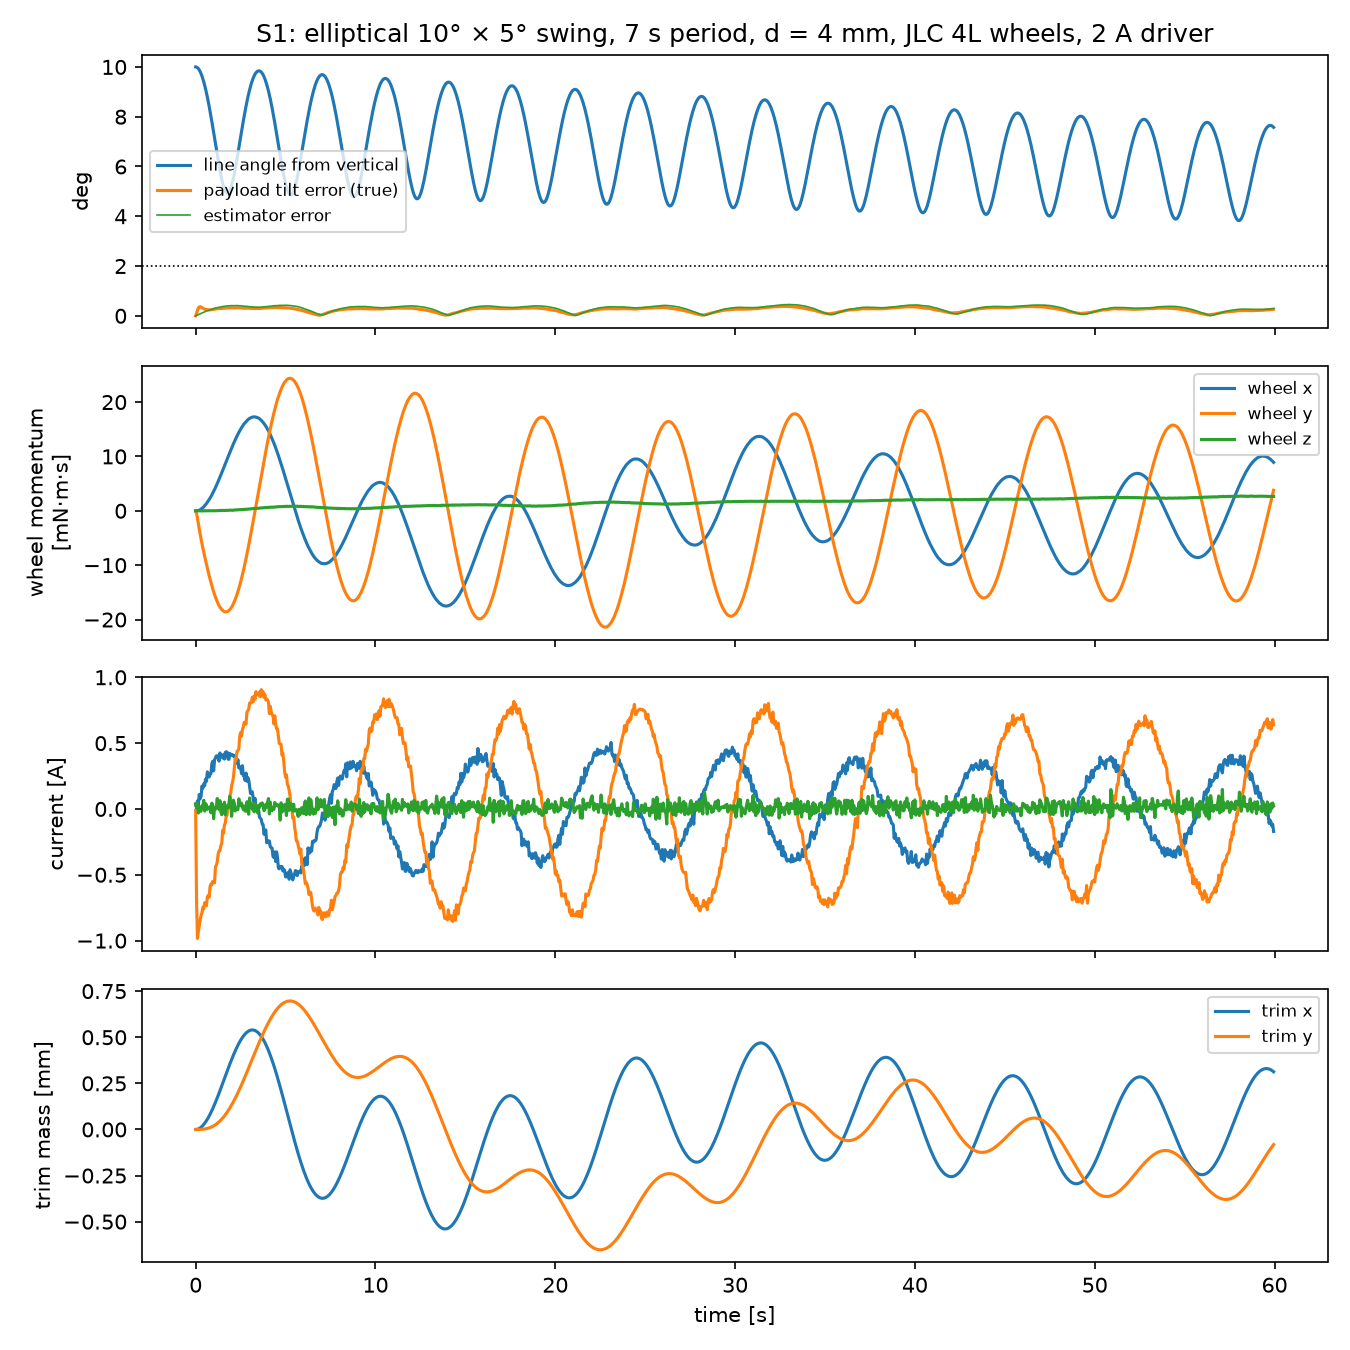 S1: elliptical 10° × 5° swing, 7 s period, d = 4 mm, JLC 4L wheels, 2 A driver
10
8
6
4
2
0
deg
line angle from vertical
payload tilt error (true)
estimator error
20
10
0
−10
−20
wheel momentum
[mN·m·s]
wheel x
wheel y
wheel z
1.0
0.5
0.0
−0.5
−1.0
current [A]
0.75
0.50
0.25
0.00
−0.25
−0.50
trim mass [mm]
trim x
trim y
0
10
20
30
40
50
60
time [s]